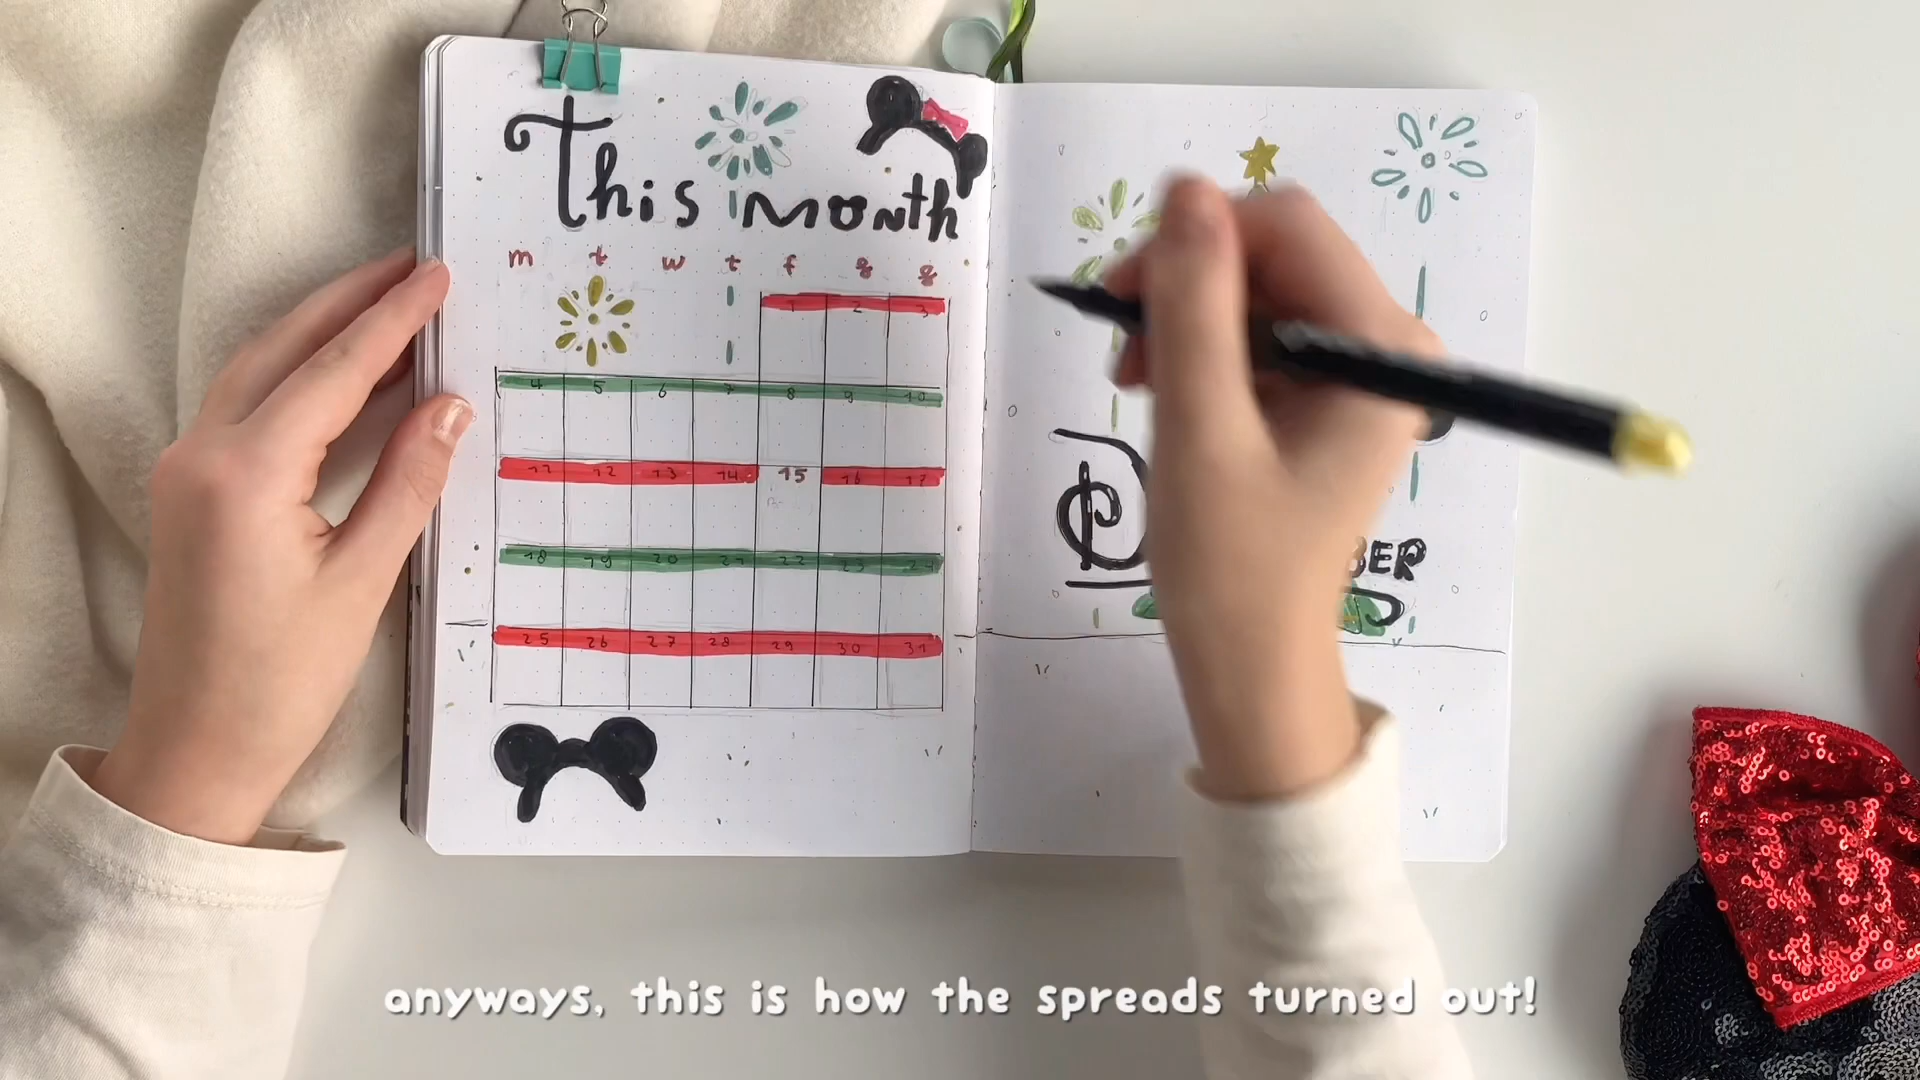 This month
m t w t f s s
1 2 3
4 5 6 7 8 9 10
11 12 13 14 15 16 17
18 19 20 21 22 23 24
25 26 27 28 29 30 31
anyways, this is how the spreads turned out!